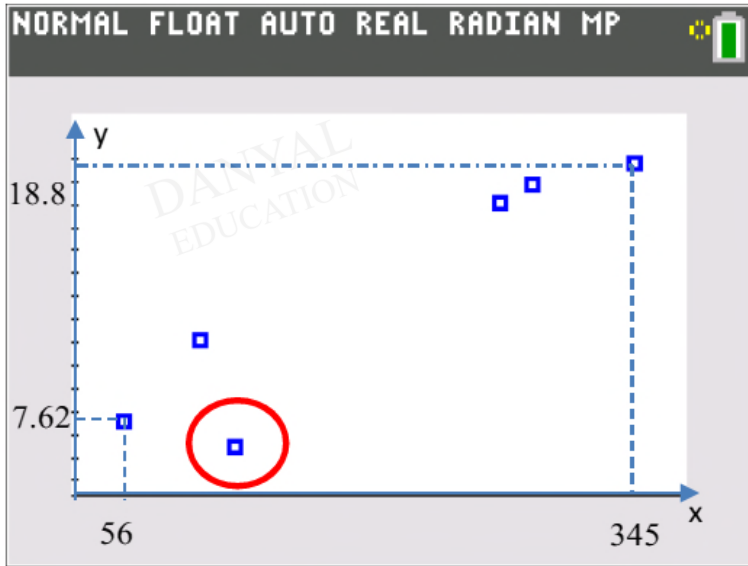 NORMAL FLOAT AUTO REAL RADIAN MP
y
DANYAL
EDUCATION
18.8
7.62
x
56
345